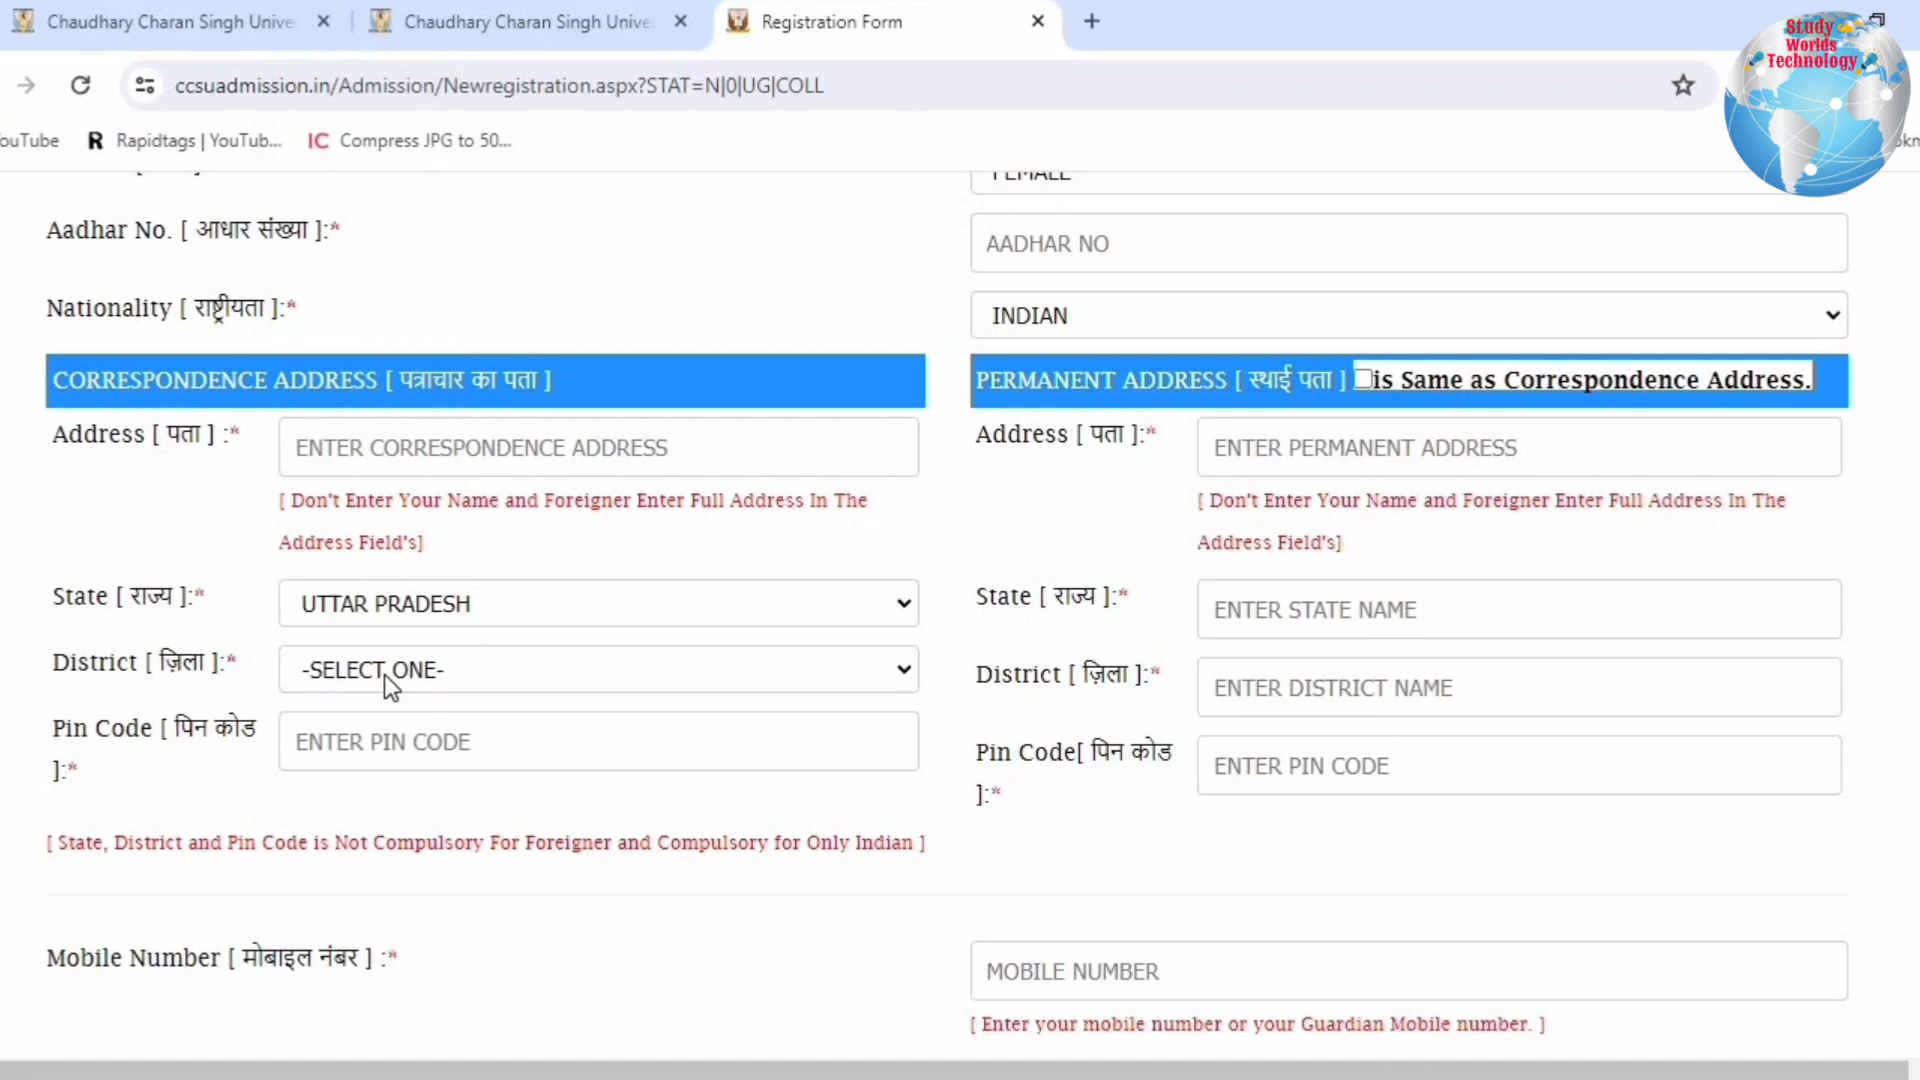 Chaudhary Charan Singh Unive
Chaudhary Charan Singh Unive
Registration Form
ccsuadmission.in/Admission/Newregistration.aspx?STAT=N|0|UG|COLL
ouTube
R Rapidtags | YouTub...
IC Compress JPG to 50...
Study
Worlds
Technology
FEMALE
Aadhar No. [ आधार संख्या ]:*
AADHAR NO
Nationality [ राष्ट्रीयता ]:*
INDIAN
CORRESPONDENCE ADDRESS [ पत्राचार का पता ]
PERMANENT ADDRESS [ स्थाई पता ] is Same as Correspondence Address.
Address [ पता ] :*
ENTER CORRESPONDENCE ADDRESS
[ Don't Enter Your Name and Foreigner Enter Full Address In The
Address Field's]
State [ राज्य ]:*
UTTAR PRADESH
District [ ज़िला ]:*
-SELECT ONE-
Pin Code [ पिन कोड
]:*
ENTER PIN CODE
Address [ पता ]:*
ENTER PERMANENT ADDRESS
[ Don't Enter Your Name and Foreigner Enter Full Address In The
Address Field's]
State [ राज्य ]:*
ENTER STATE NAME
District [ ज़िला ]:*
ENTER DISTRICT NAME
Pin Code[ पिन कोड
]:*
ENTER PIN CODE
[ State, District and Pin Code is Not Compulsory For Foreigner and Compulsory for Only Indian ]
Mobile Number [ मोबाइल नंबर ] :*
MOBILE NUMBER
[ Enter your mobile number or your Guardian Mobile number. ]